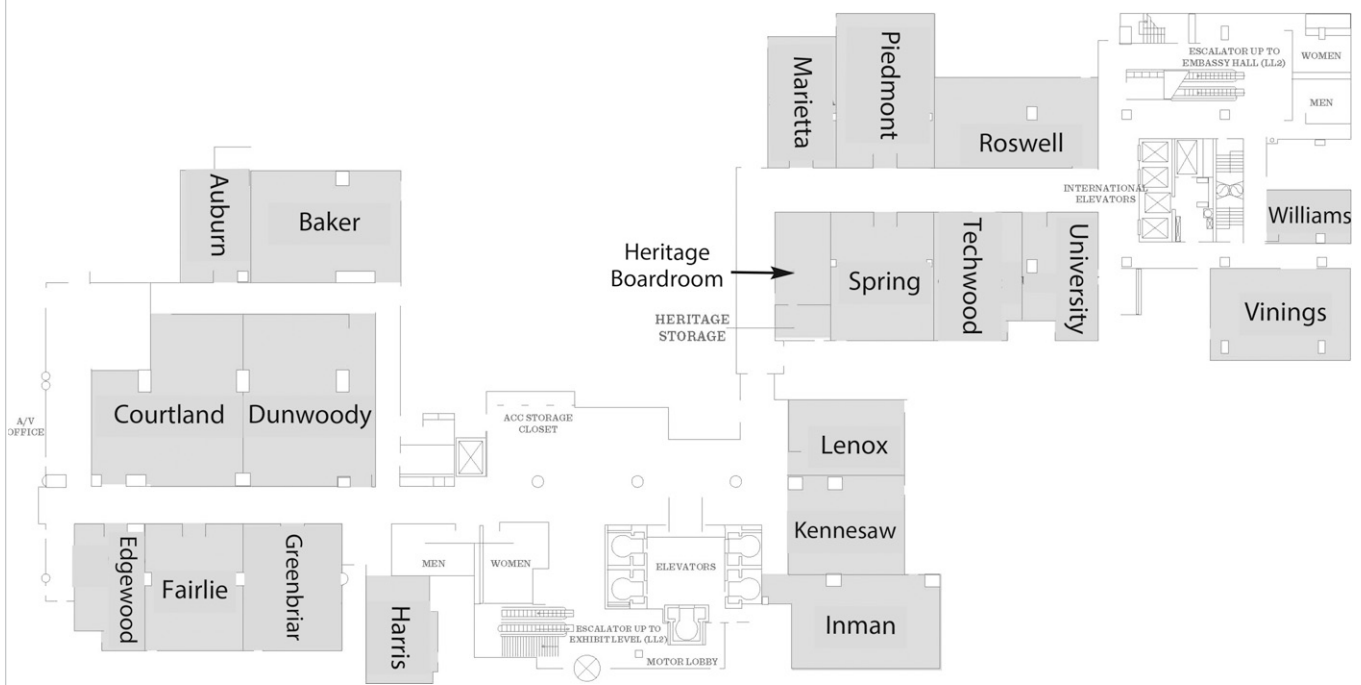 Piedmont
Marietta
Roswell
ESCALATOR UP TO
EMBASSY HALL (LL2)
WOMEN
MEN
INTERNATIONAL
ELEVATORS
Williams
Auburn
Baker
Heritage
Boardroom
Spring
Techwood
University
Vinings
HERITAGE
STORAGE
A/V
OFFICE
Courtland
Dunwoody
ACC STORAGE
CLOSET
Lenox
Kennesaw
Edgewood
Fairlie
Greenbriar
Harris
MEN
WOMEN
ELEVATORS
ESCALATOR UP TO
EXHIBIT LEVEL (LL2)
MOTOR LOBBY
Inman